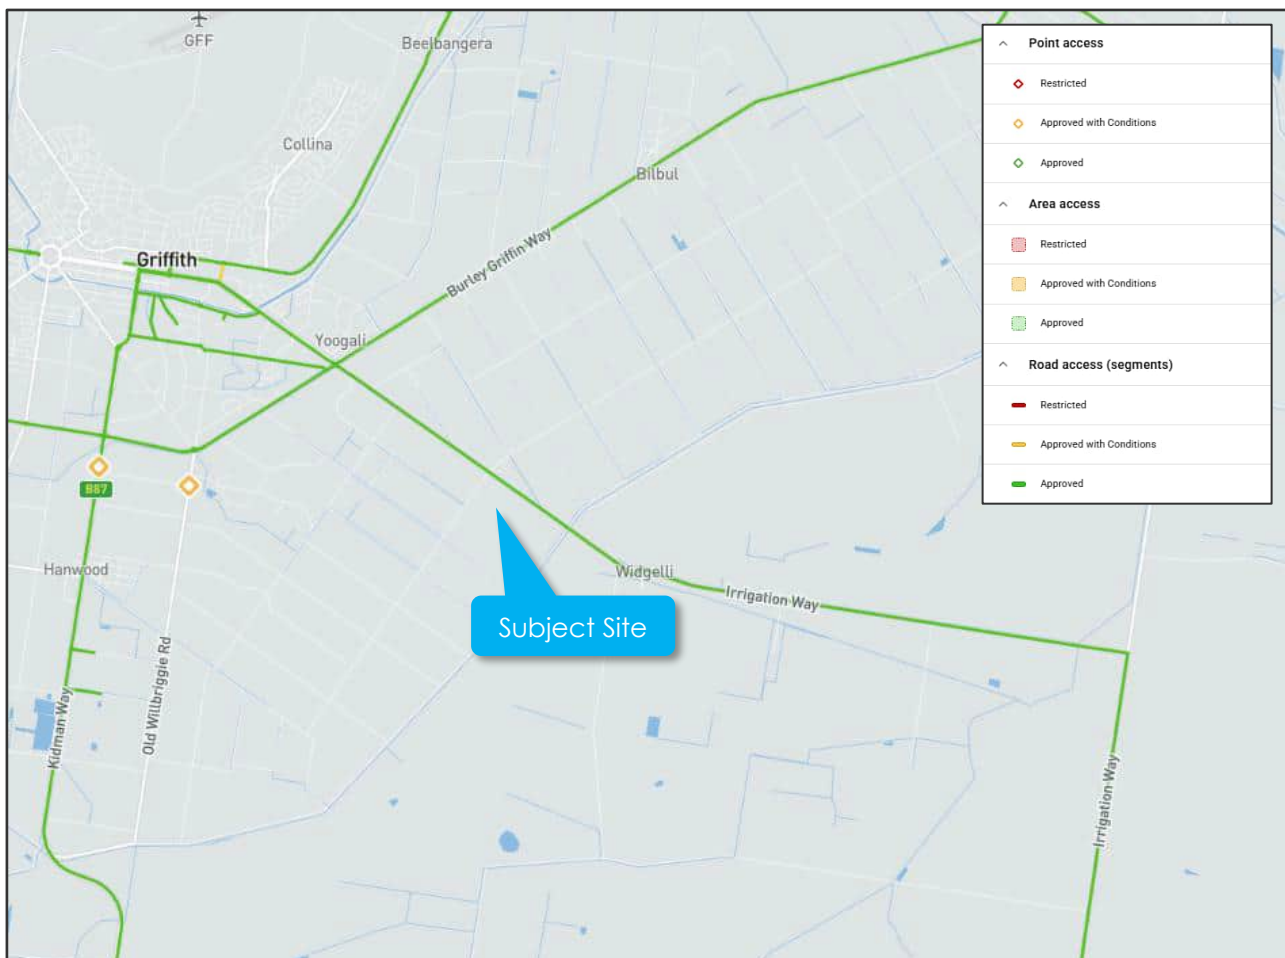 GFF
Beelbangera
Collina
Bilbul
Griffith
Burley Griffin Way
Yoogali
B87
Hanwood
Widgelli
Irrigation Way
Subject Site
Old Willbriggie Rd
Kidman Way
Irrigation Way
Point access
Restricted
Approved with Conditions
Approved
Area access
Restricted
Approved with Conditions
Approved
Road access (segments)
Restricted
Approved with Conditions
Approved